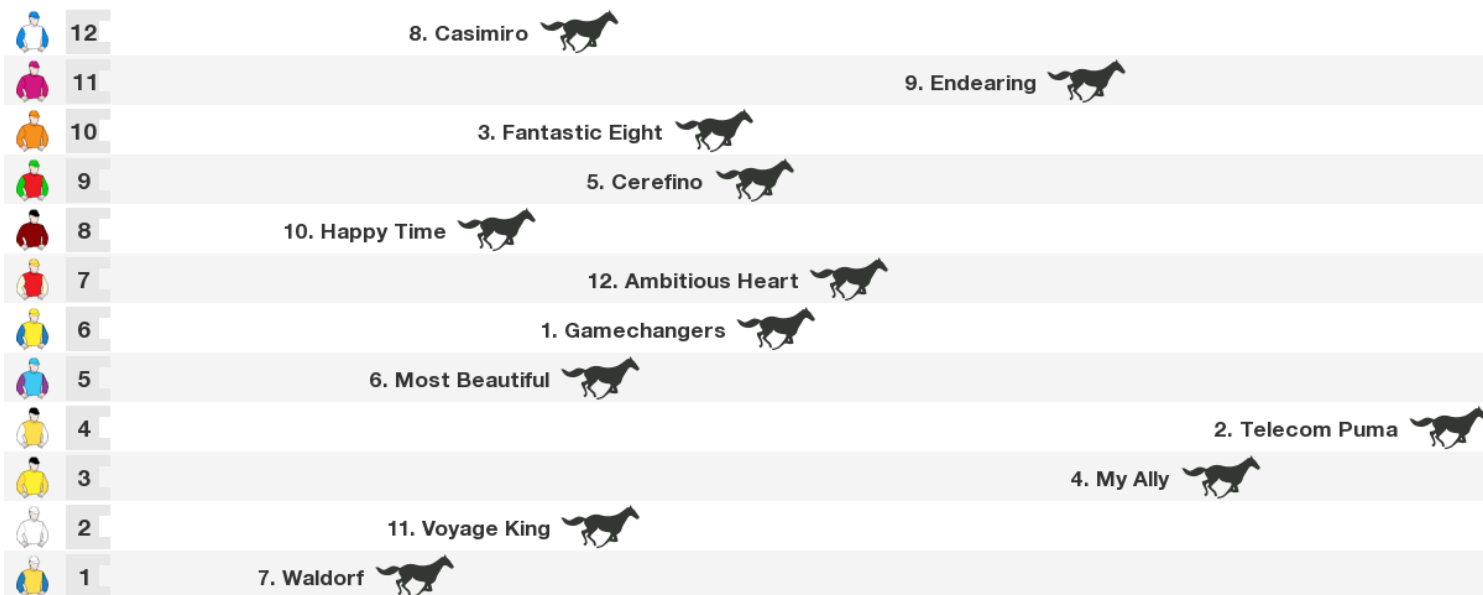 12 8. Casimiro
11 9. Endearing
10 3. Fantastic Eight
9 5. Cerefino
8 10. Happy Time
7 12. Ambitious Heart
6 1. Gamechangers
5 6. Most Beautiful
4 2. Telecom Puma
3 4. My Ally
2 11. Voyage King
1 7. Waldorf